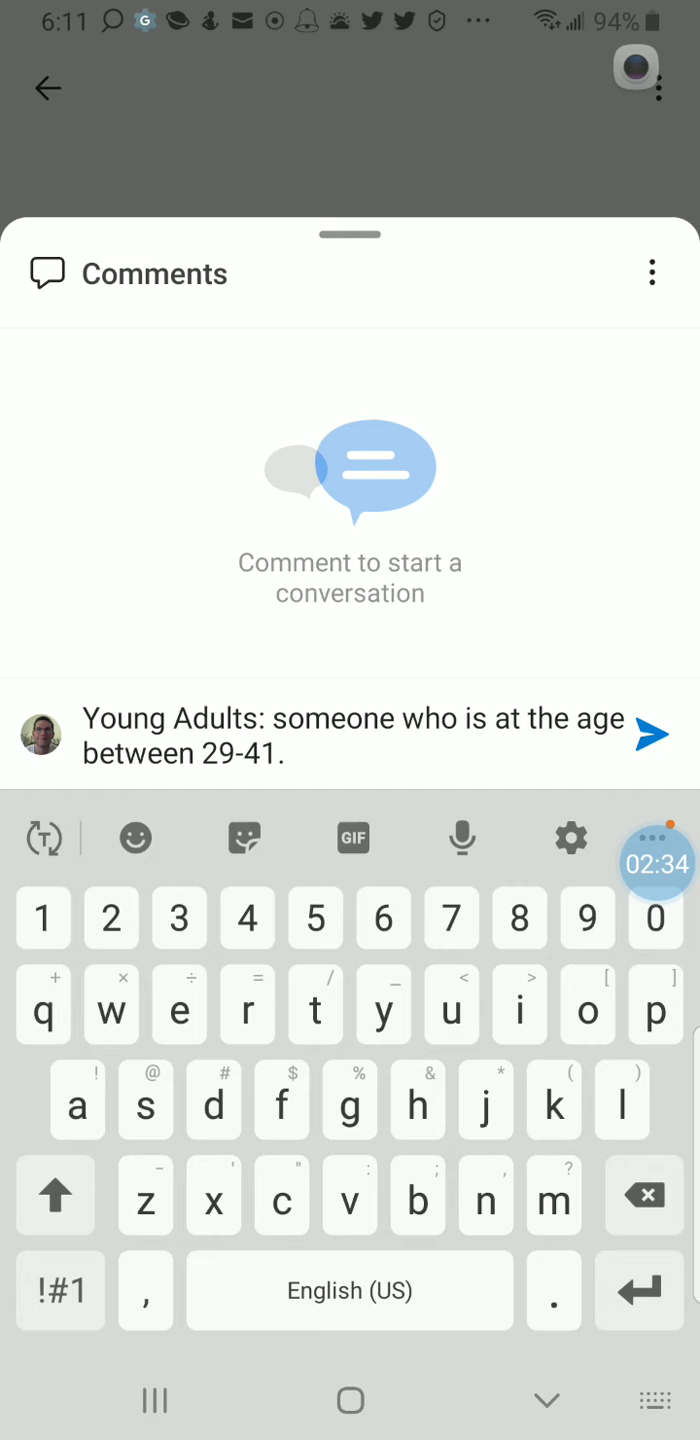 6:11 G 94%
Comments
Comment to start a
conversation
Young Adults: someone who is at the age
between 29-41.
T GIF
02:34
1 2 3 4 5 6 7 8 9 0
+ × ÷ = / _ < > [ ]
q w e r t y u i o p
! @ # $ % & * ( )
a s d f g h j k l
- ' " : ; , ?
z x c v b n m
!#1 , English (US) .